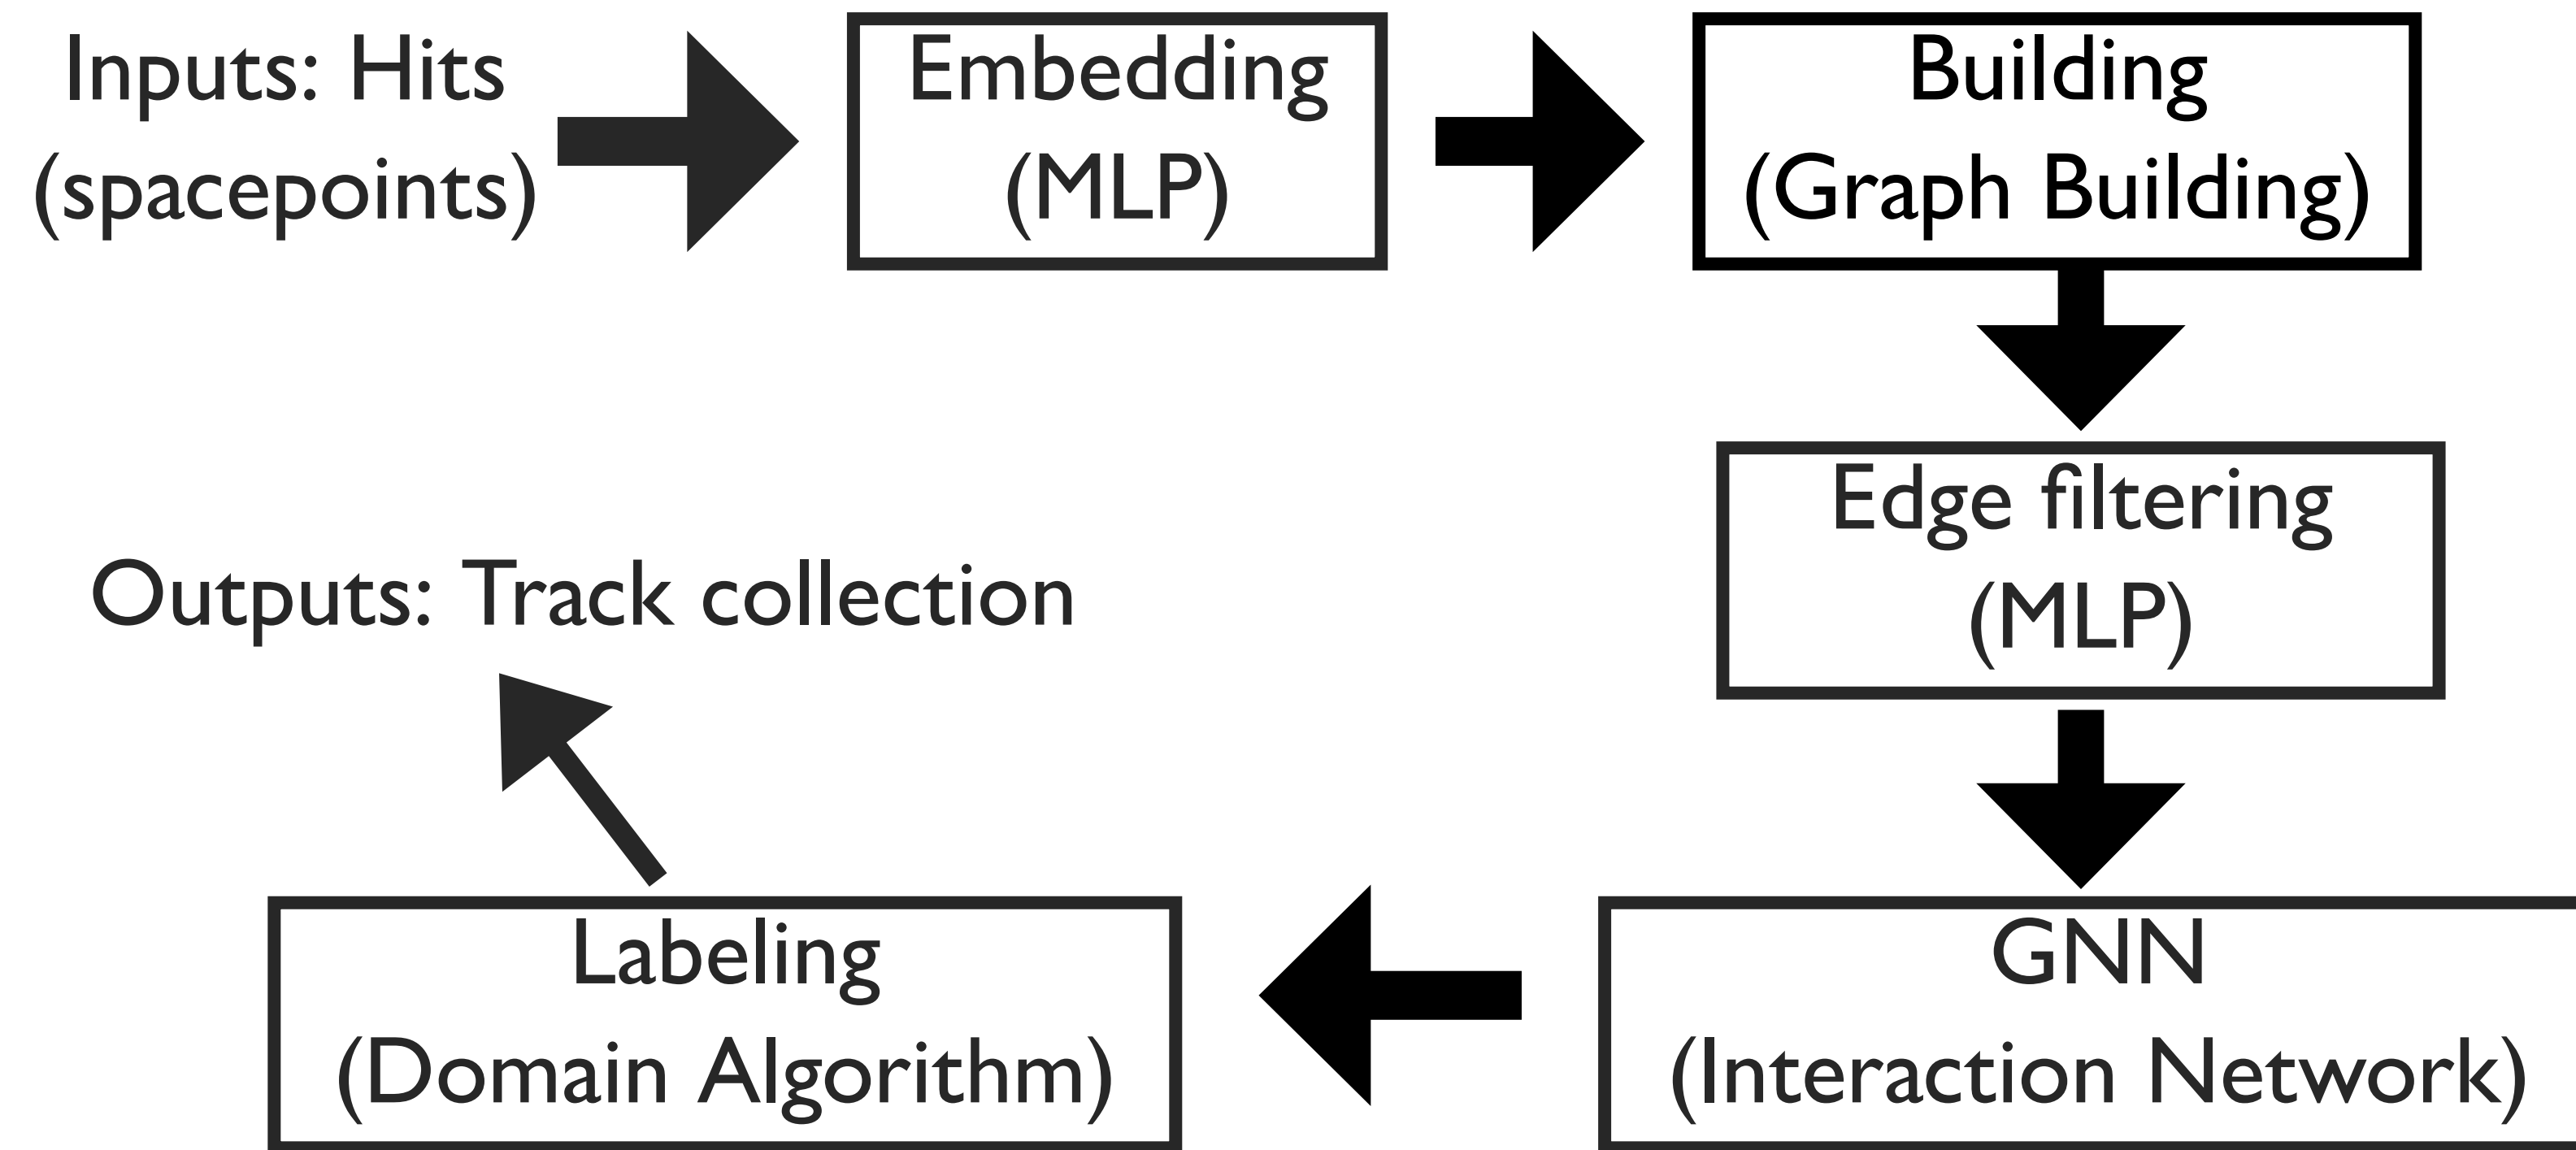 Inputs: Hits
(spacepoints)
Embedding
(MLP)
Building
(Graph Building)
Edge filtering
(MLP)
GNN
(Interaction Network)
Labeling
(Domain Algorithm)
Outputs: Track collection